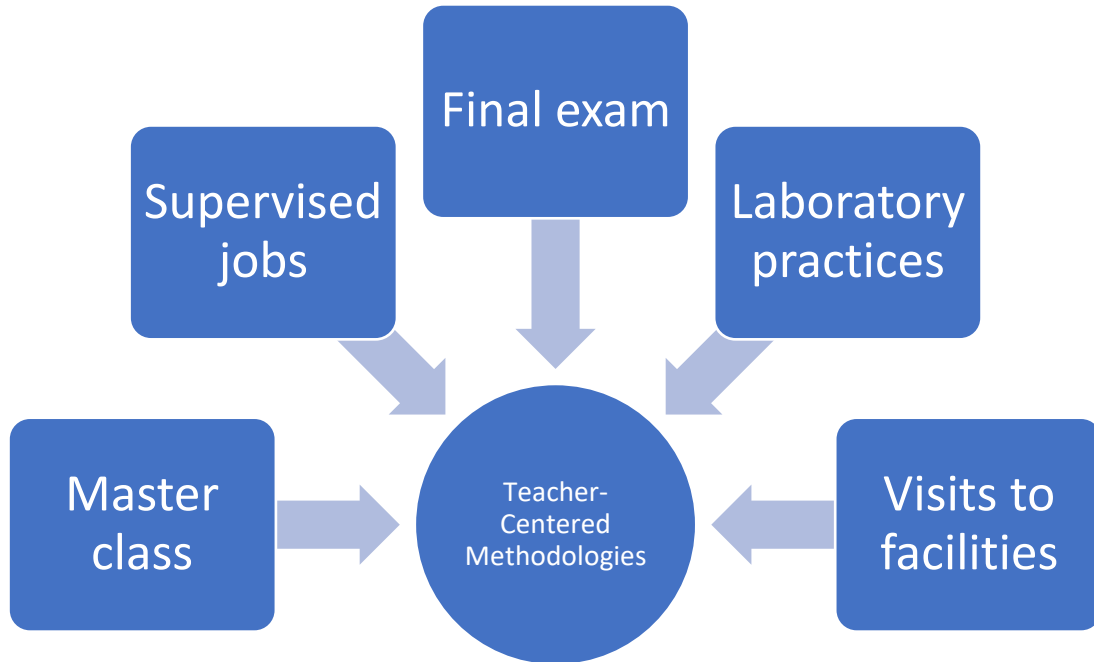 Final exam
Supervised
jobs
Laboratory
practices
Master
class
Teacher-
Centered
Methodologies
Visits to
facilities